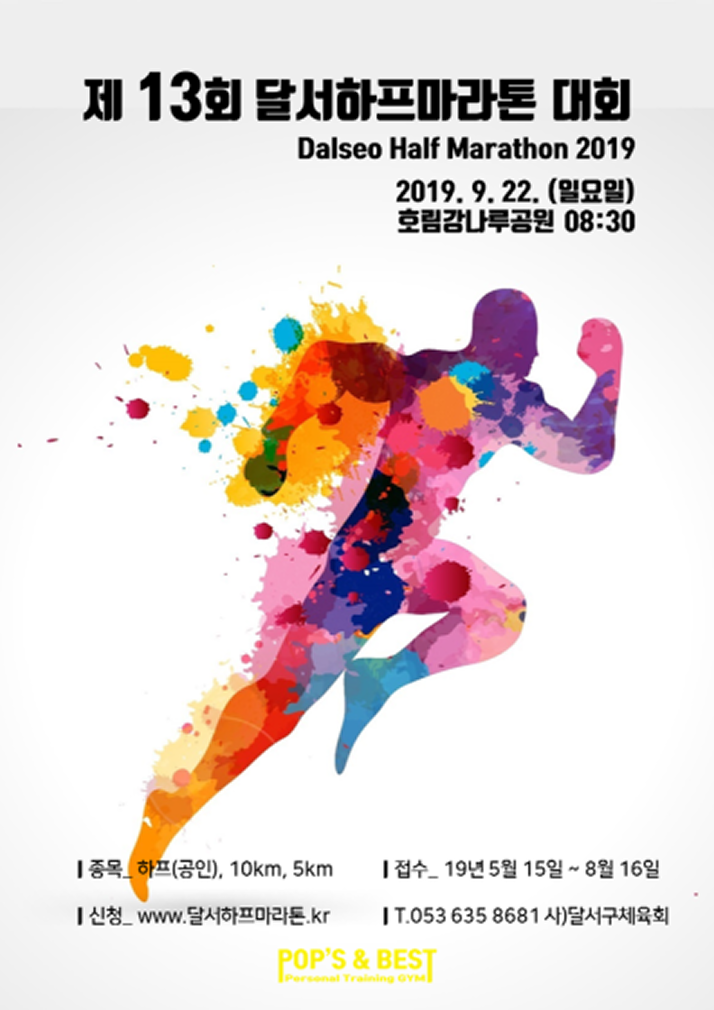 제 13회 달서하프마라톤 대회
Dalseo Half Marathon 2019
2019. 9. 22. (일요일)
호림강나루공원 08:30
종목_ 하프(공인), 10km, 5km
접수_ 19년 5월 15일 ~ 8월 16일
신청_ www.달서하프마라톤.kr
T.053 635 8681 사)달서구체육회
POP'S & BEST
Personal Training GYM